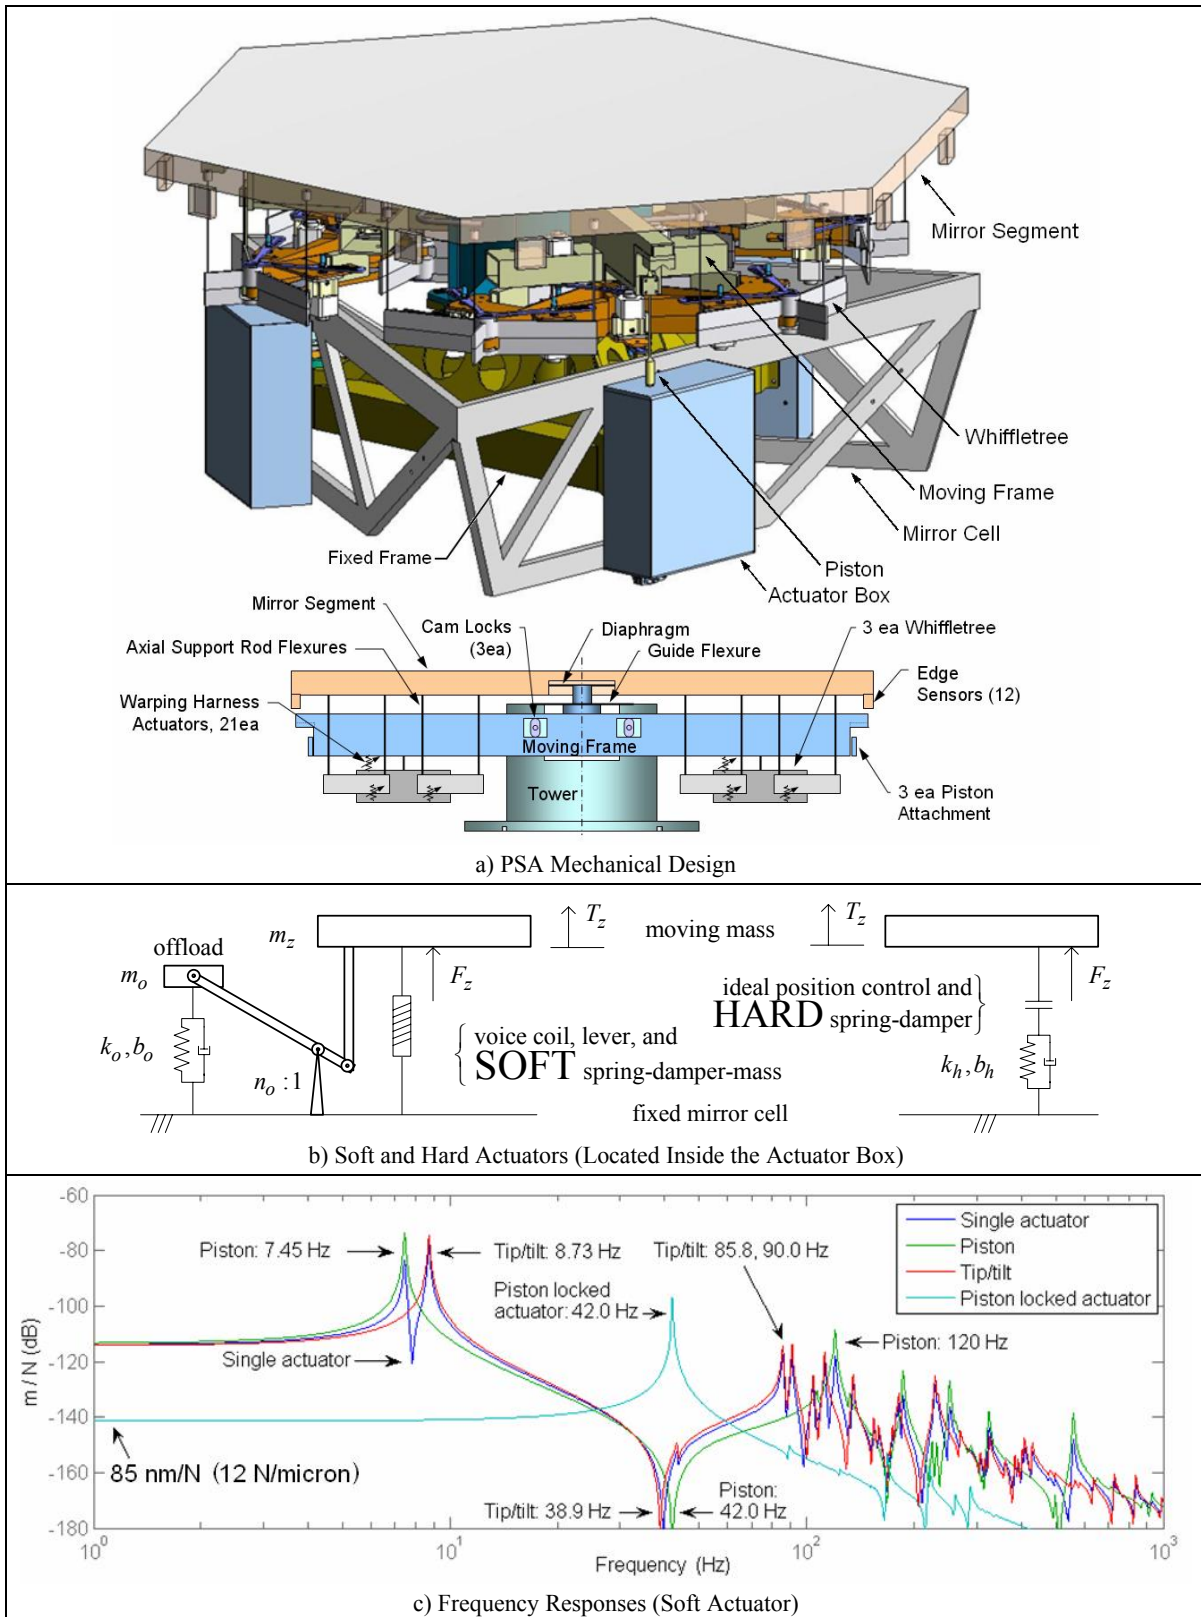 Mirror Segment
Whiffletree
Moving Frame
Mirror Cell
Fixed Frame
Piston
Actuator Box
Mirror Segment
Cam Locks
(3ea)
Diaphragm
Guide Flexure
3 ea Whiffletree
Axial Support Rod Flexures
Edge
Sensors (12)
Warping Harness
Actuators, 21ea
Moving Frame
Tower
3 ea Piston
Attachment
a) PSA Mechanical Design
offload
m_o
m_z
T_z
moving mass
T_z
F_z
F_z
k_o, b_o
n_o : 1
voice coil, lever, and
SOFT spring-damper-mass
ideal position control and
HARD spring-damper
k_h, b_h
fixed mirror cell
b) Soft and Hard Actuators (Located Inside the Actuator Box)
-60
-80
-100
-120
-140
-160
-180
m / N (dB)
Piston: 7.45 Hz
Tip/tilt: 8.73 Hz
Tip/tilt: 85.8, 90.0 Hz
Single actuator
Piston
Tip/tilt
Piston locked actuator
Piston locked
actuator: 42.0 Hz
Single actuator
Piston: 120 Hz
85 nm/N (12 N/micron)
Tip/tilt: 38.9 Hz
Piston:
42.0 Hz
10^0
10^1
10^2
10^3
Frequency (Hz)
c) Frequency Responses (Soft Actuator)